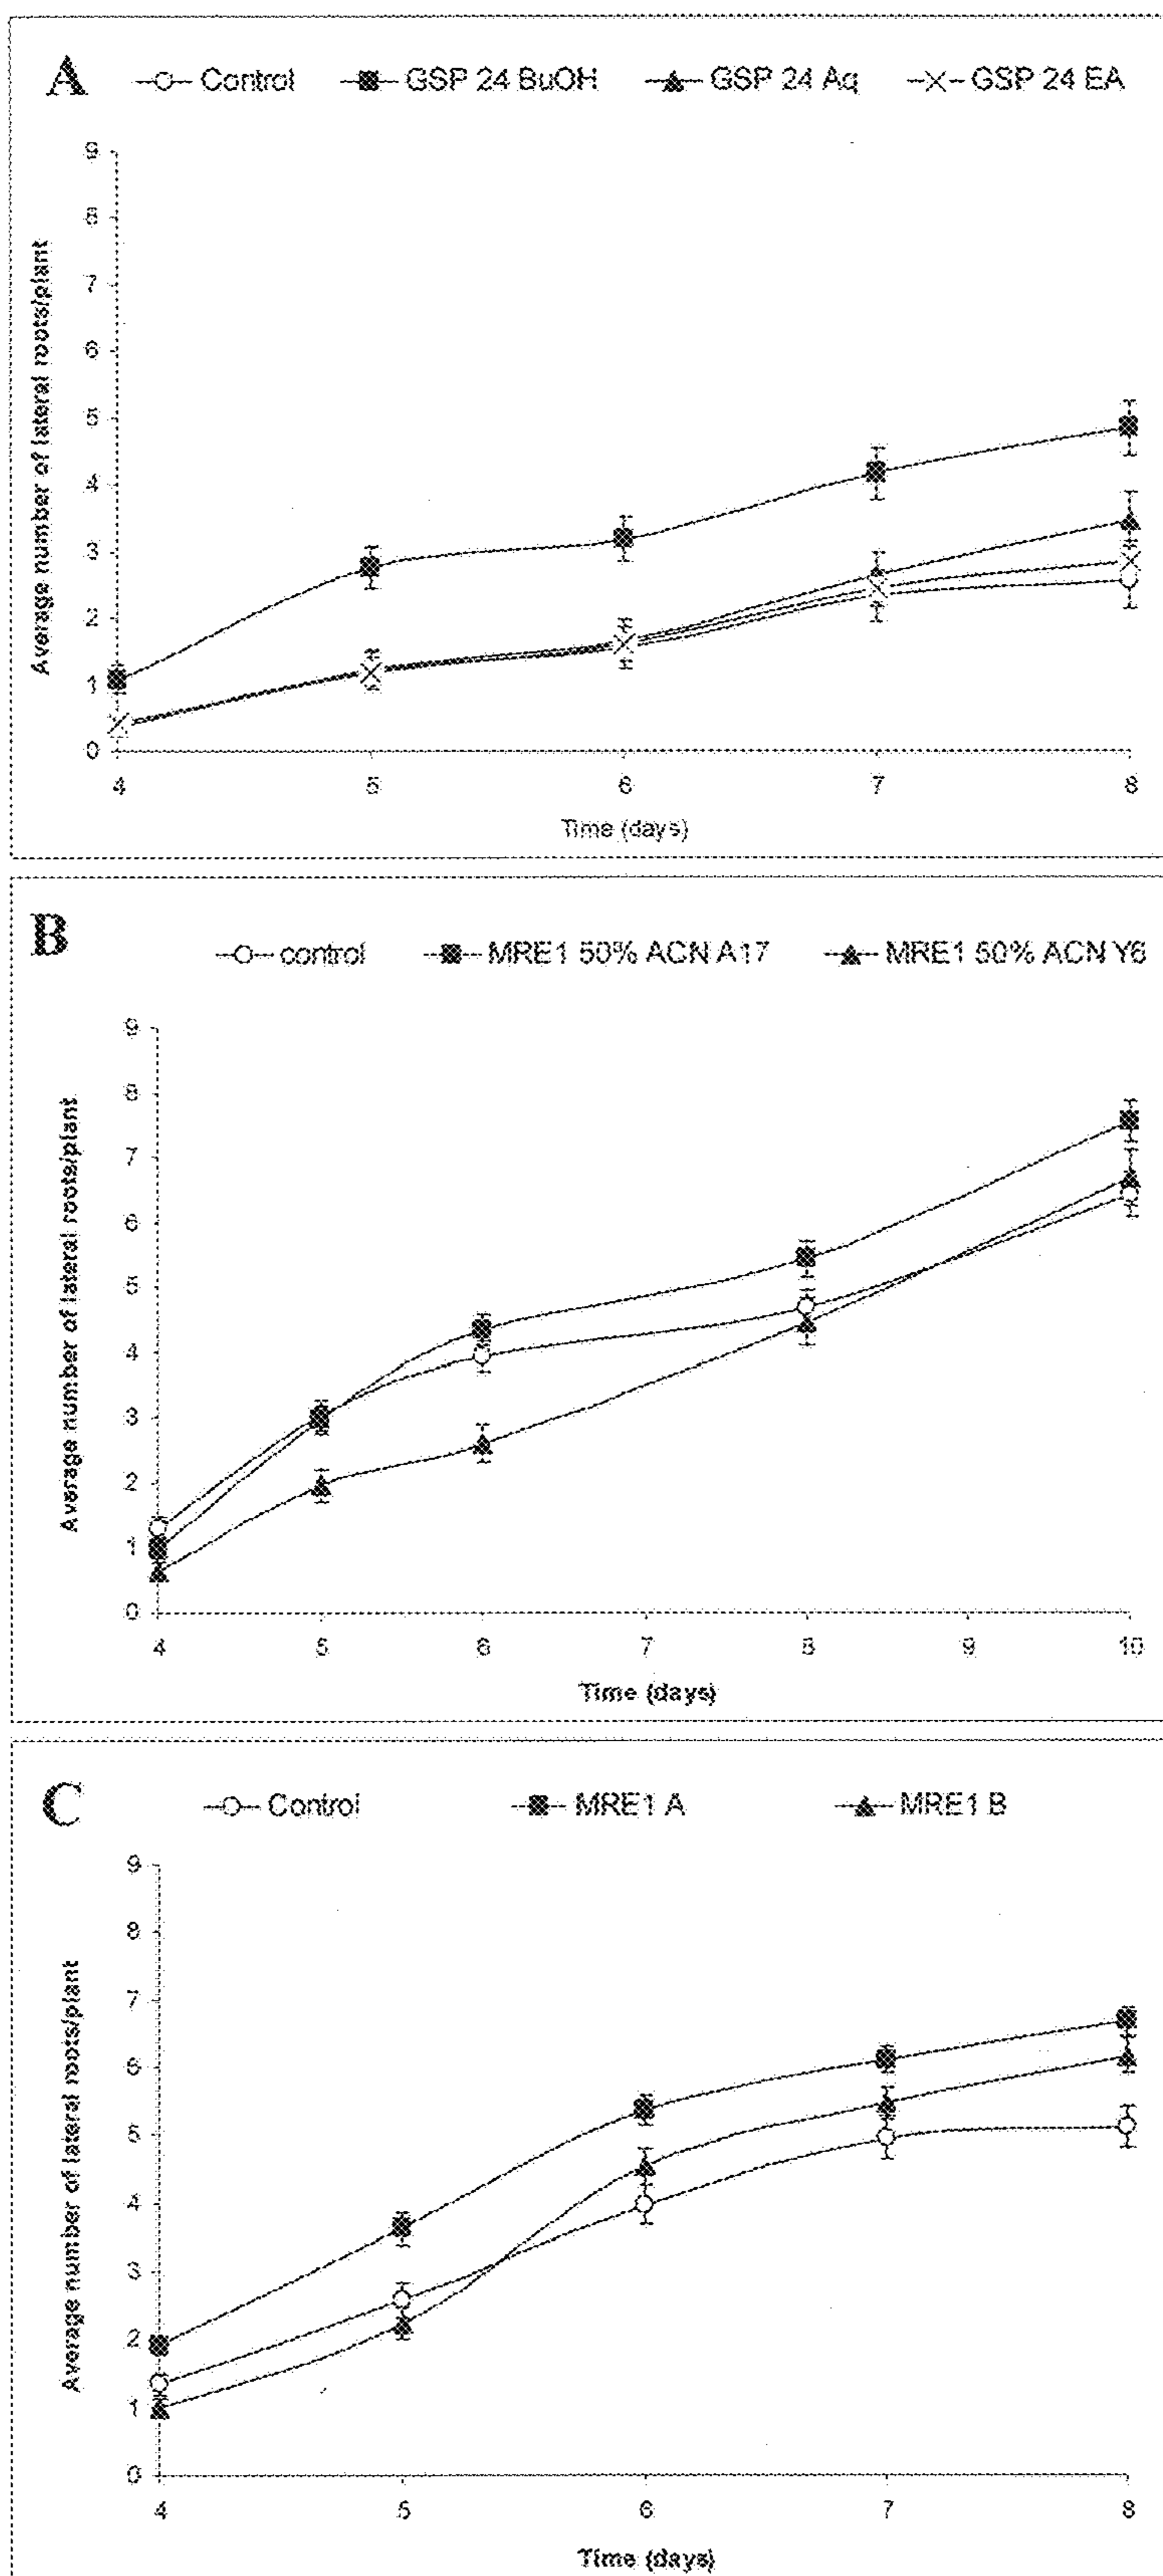 A Control GSP 24 BuOH GSP 24 Aq GSP 24 EA
Average number of lateral roots/plant
9
8
7
6
5
4
3
2
1
0
4 5 6 7 8
Time (days)
B control MRE1 50% ACN A17 MRE1 50% ACN Y6
Average number of lateral roots/plant
9
8
7
6
5
4
3
2
1
0
4 5 6 7 8 9 10
Time (days)
C Control MRE1 A MRE1 B
Average number of lateral roots/plant
9
8
7
6
5
4
3
2
1
0
4 5 6 7 8
Time (days)